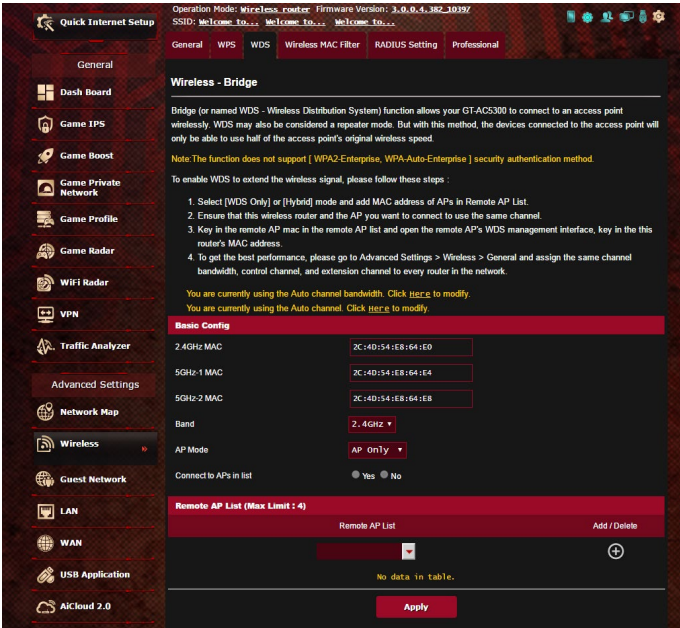 Quick Internet Setup
Operation Mode: Wireless router Firmware Version: 3.0.0.4.382_10397
SSID: Welcome to... Welcome to... Welcome to...
General WPS WDS Wireless MAC Filter RADIUS Setting Professional
General
Dash Board
Game IPS
Game Boost
Game Private
Network
Game Profile
Game Radar
WiFi Radar
VPN
Traffic Analyzer
Advanced Settings
Network Map
Wireless
Guest Network
LAN
WAN
USB Application
AiCloud 2.0
Wireless - Bridge
Bridge (or named WDS - Wireless Distribution System) function allows your GT-AC5300 to connect to an access point
wirelessly. WDS may also be considered a repeater mode. But with this method, the devices connected to the access point will
only be able to use half of the access point's original wireless speed.
Note:The function does not support [ WPA2-Enterprise, WPA-Auto-Enterprise ] security authentication method.
To enable WDS to extend the wireless signal, please follow these steps :
1. Select [WDS Only] or [Hybrid] mode and add MAC address of APs in Remote AP List.
2. Ensure that this wireless router and the AP you want to connect to use the same channel.
3. Key in the remote AP mac in the remote AP list and open the remote AP's WDS management interface, key in the this
router's MAC address.
4. To get the best performance, please go to Advanced Settings > Wireless > General and assign the same channel
bandwidth, control channel, and extension channel to every router in the network.
You are currently using the Auto channel bandwidth. Click Here to modify.
You are currently using the Auto channel. Click Here to modify.
Basic Config
2.4GHz MAC 2C:4D:54:E8:64:E0
5GHz-1 MAC 2C:4D:54:E8:64:E4
5GHz-2 MAC 2C:4D:54:E8:64:E8
Band 2.4GHz
AP Mode AP Only
Connect to APs in list Yes No
Remote AP List (Max Limit : 4)
Remote AP List Add / Delete
No data in table.
Apply